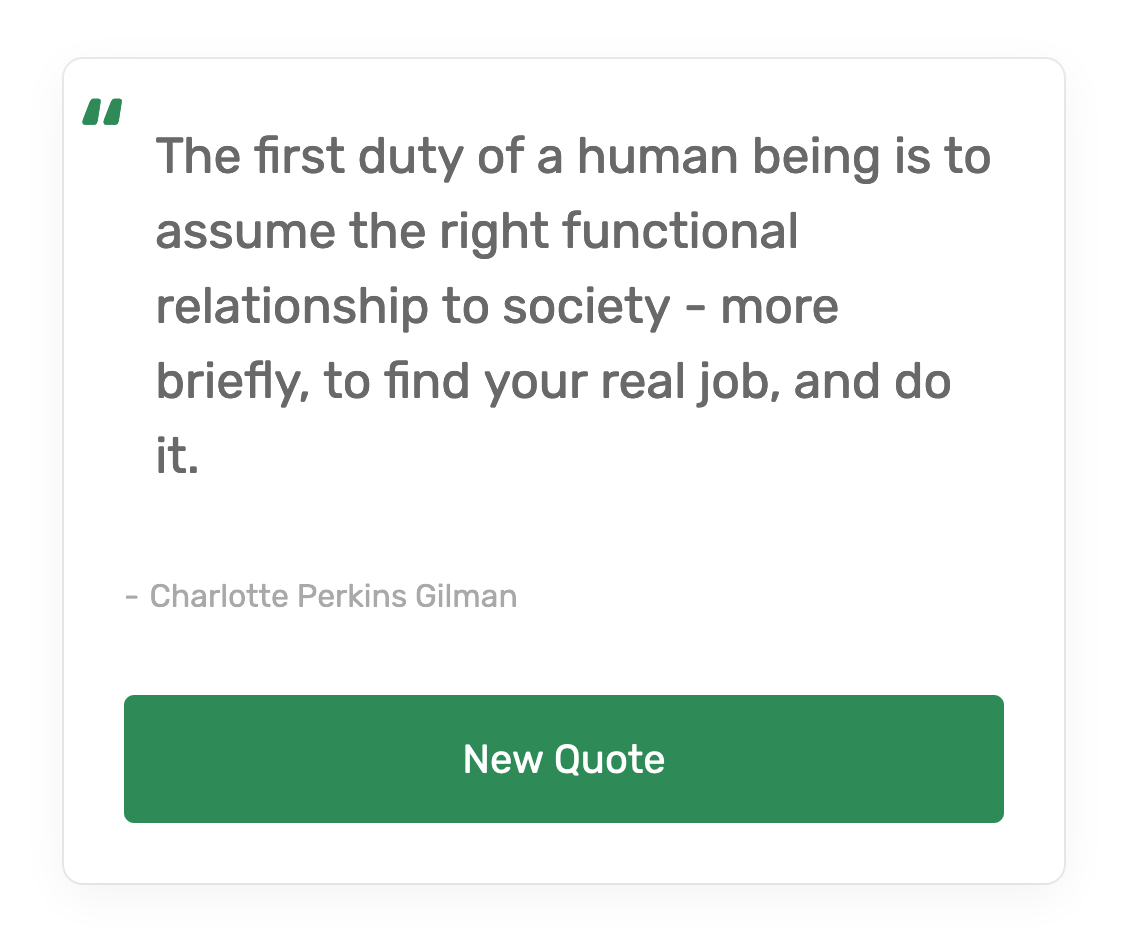 “
The first duty of a human being is to
assume the right functional
relationship to society - more
briefly, to find your real job, and do
it.
- Charlotte Perkins Gilman
New Quote